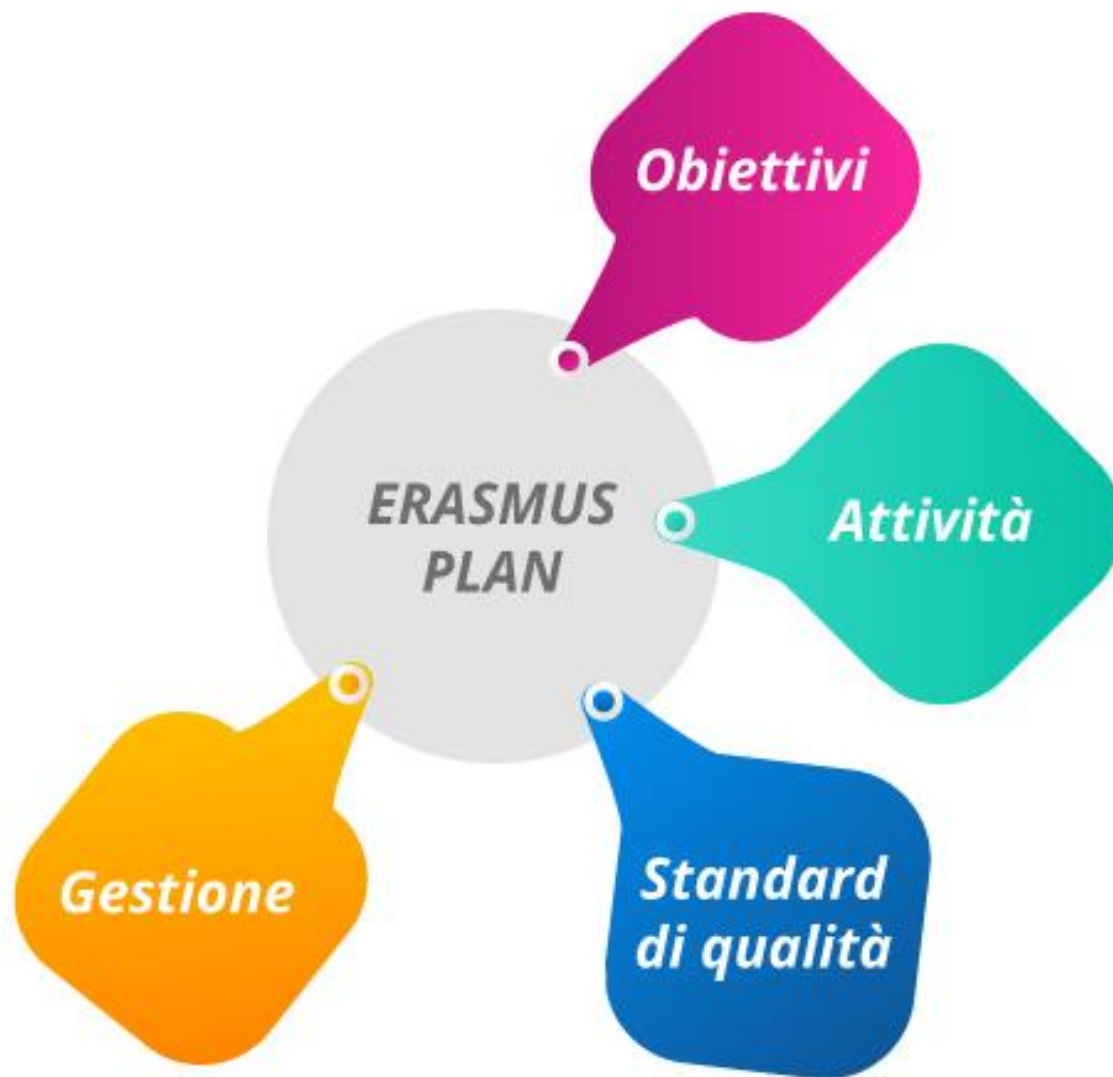 Obiettivi
ERASMUS
PLAN
Attività
Gestione
Standard
di qualità